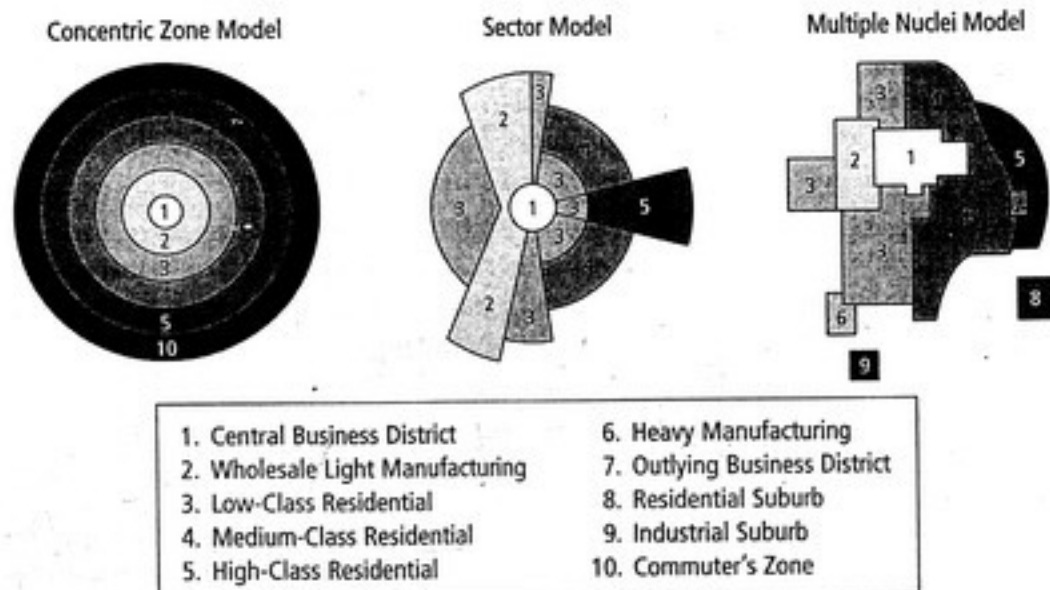 Concentric Zone Model
Sector Model
Multiple Nuclei Model
1
2
3
5
10
2
3
3
3
1
3
3
5
2
3
3
2
1
3
3
5
6
8
9
1. Central Business District
2. Wholesale Light Manufacturing
3. Low-Class Residential
4. Medium-Class Residential
5. High-Class Residential
6. Heavy Manufacturing
7. Outlying Business District
8. Residential Suburb
9. Industrial Suburb
10. Commuter's Zone